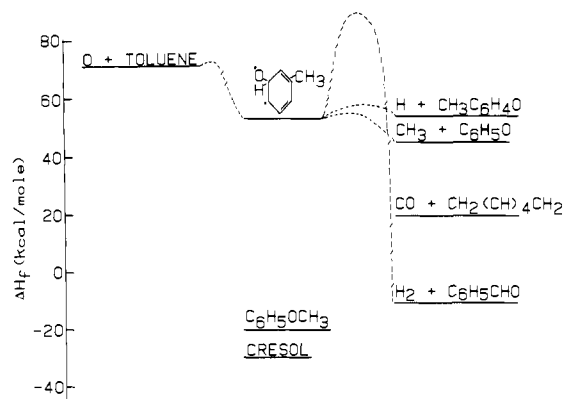 80
60
40
20
0
-20
-40
ΔHf (kcal/mole)
O + TOLUENE
O
H
CH3
H + CH3C6H4O
CH3 + C6H5O
CO + CH2(CH)4CH2
H2 + C6H5CHO
C6H5OCH3
CRESOL